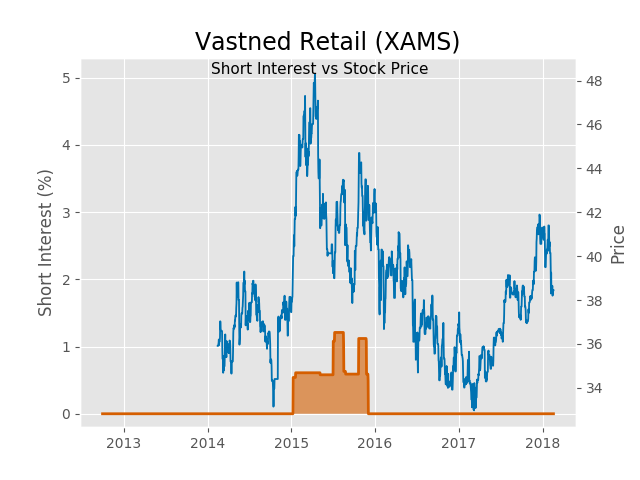 Vastned Retail (XAMS)
Short Interest vs Stock Price
Short Interest (%)
5
4
3
2
1
0
48
46
44
42
40
38
36
34
Price
2013 2014 2015 2016 2017 2018